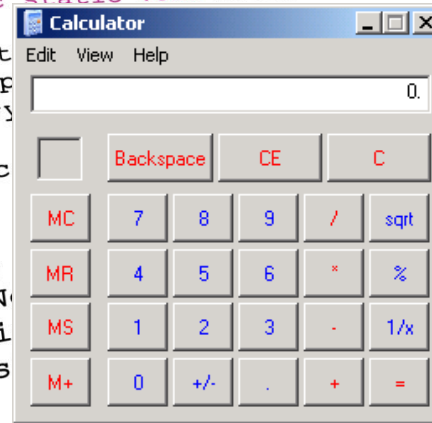 Calculator
Edit View Help
0.
Backspace CE C
MC 7 8 9 / sqrt
MR 4 5 6 * %
MS 1 2 3 - 1/x
M+ 0 +/- . + =